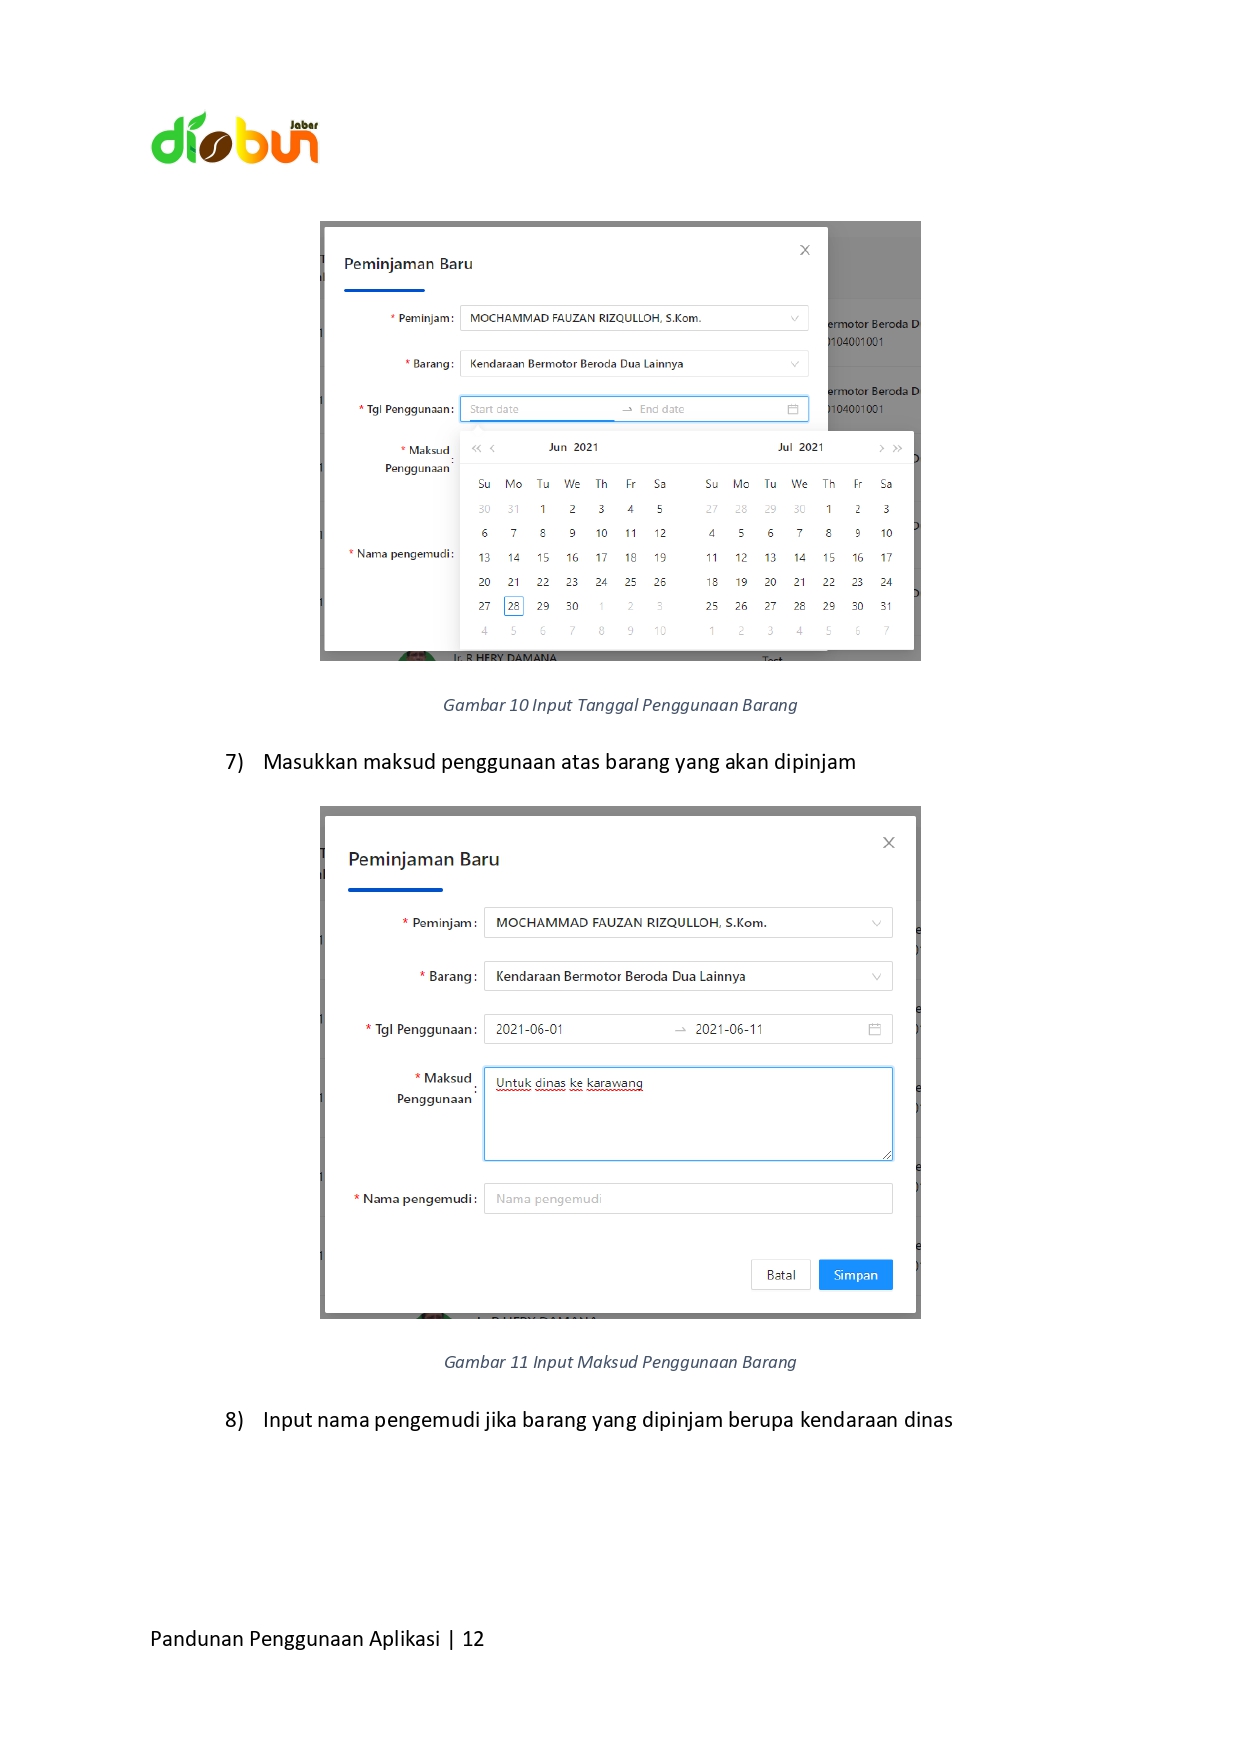 disbun Jabar
Peminjaman Baru
* Peminjam : MOCHAMMAD FAUZAN RIZQULLOH, S.Kom.
ermotor Beroda D
0104001001
* Barang : Kendaraan Bermotor Beroda Dua Lainnya
ermotor Beroda D
0104001001
* Tgl Penggunaan : Start date → End date
* Maksud Penggunaan :
Jun 2021 Jul 2021
Su Mo Tu We Th Fr Sa Su Mo Tu We Th Fr Sa
30 31 1 2 3 4 5 27 28 29 30 1 2 3
6 7 8 9 10 11 12 4 5 6 7 8 9 10
* Nama pengemudi :
13 14 15 16 17 18 19 11 12 13 14 15 16 17
20 21 22 23 24 25 26 18 19 20 21 22 23 24
27 28 29 30 1 2 3 25 26 27 28 29 30 31
4 5 6 7 8 9 10 1 2 3 4 5 6 7
Ir. R HERY DAMANA Test
Gambar 10 Input Tanggal Penggunaan Barang
7) Masukkan maksud penggunaan atas barang yang akan dipinjam
Peminjaman Baru
* Peminjam : MOCHAMMAD FAUZAN RIZQULLOH, S.Kom.
* Barang : Kendaraan Bermotor Beroda Dua Lainnya
* Tgl Penggunaan : 2021-06-01 → 2021-06-11
* Maksud Penggunaan : Untuk dinas ke karawang
* Nama pengemudi : Nama pengemudi
Batal Simpan
Gambar 11 Input Maksud Penggunaan Barang
8) Input nama pengemudi jika barang yang dipinjam berupa kendaraan dinas
Pandunan Penggunaan Aplikasi | 12